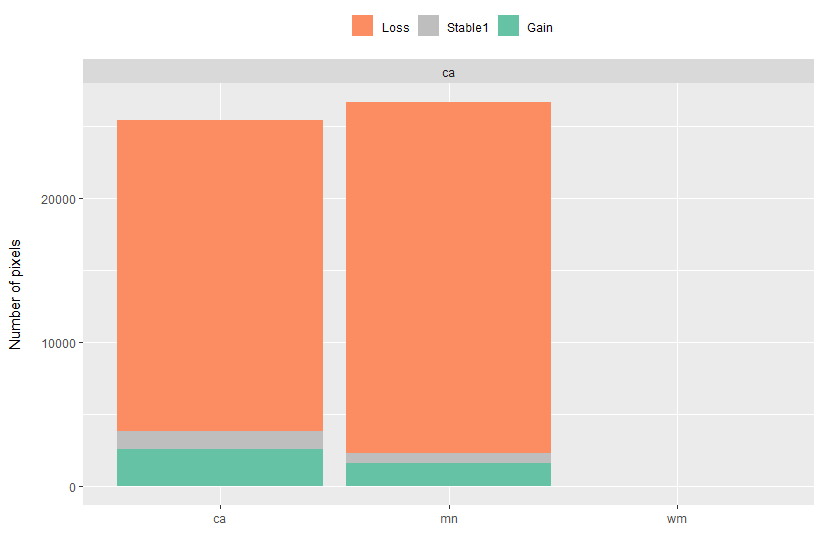 Loss Stable1 Gain
ca
Number of pixels
20000
10000
0
ca mn wm